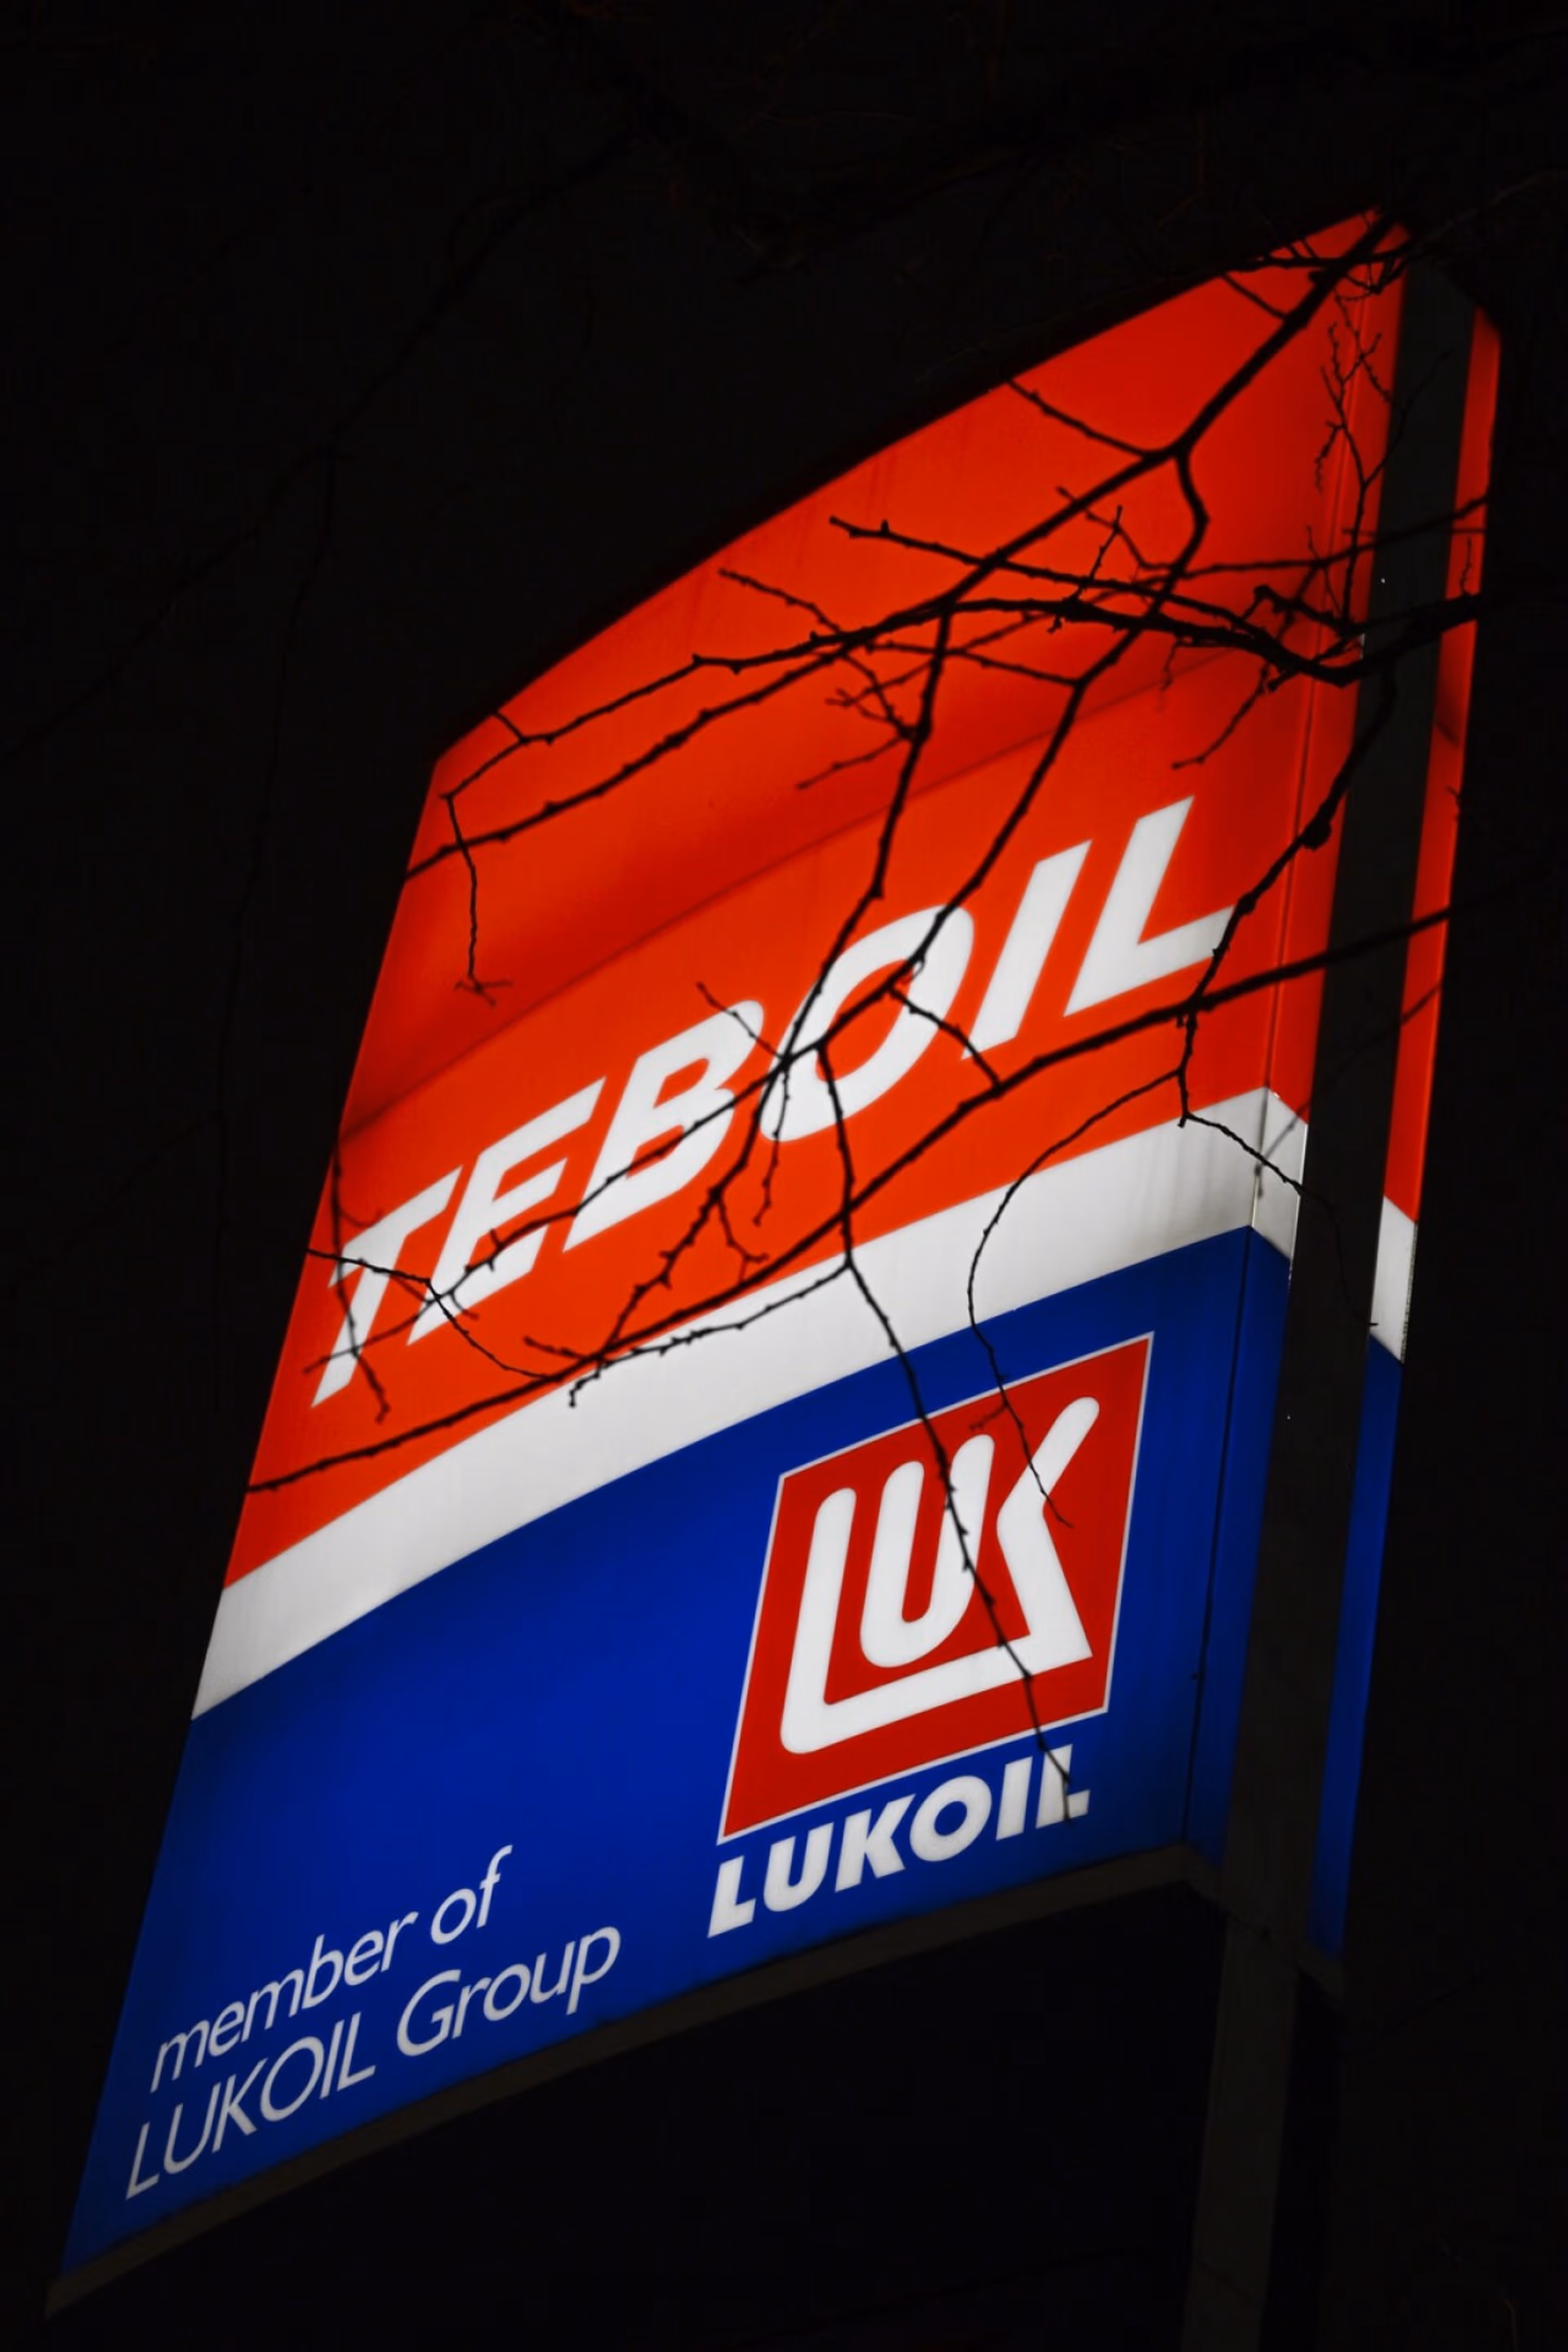 TEBOIL
LUK
LUKOIL
member of
LUKOIL Group